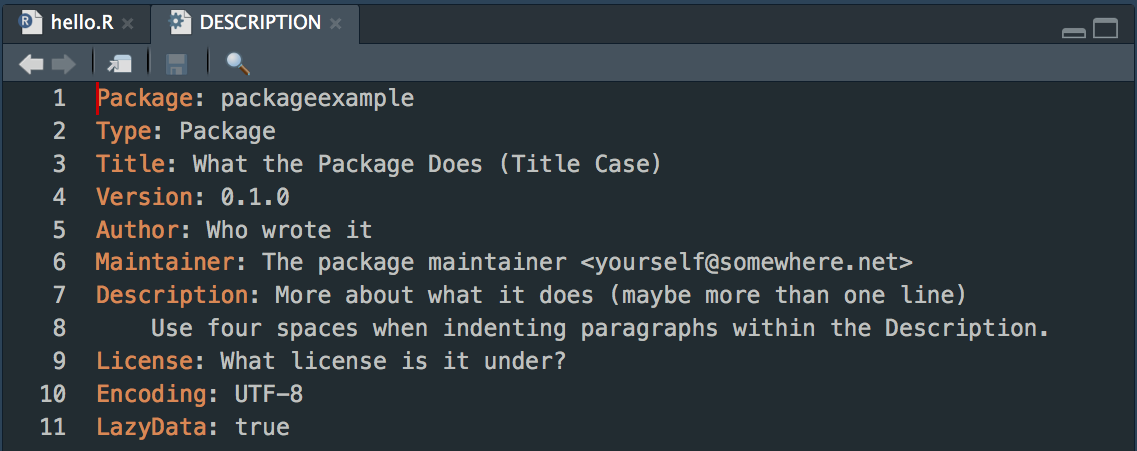 hello.R
DESCRIPTION
1 Package: packageexample
2 Type: Package
3 Title: What the Package Does (Title Case)
4 Version: 0.1.0
5 Author: Who wrote it
6 Maintainer: The package maintainer <yourself@somewhere.net>
7 Description: More about what it does (maybe more than one line)
8     Use four spaces when indenting paragraphs within the Description.
9 License: What license is it under?
10 Encoding: UTF-8
11 LazyData: true